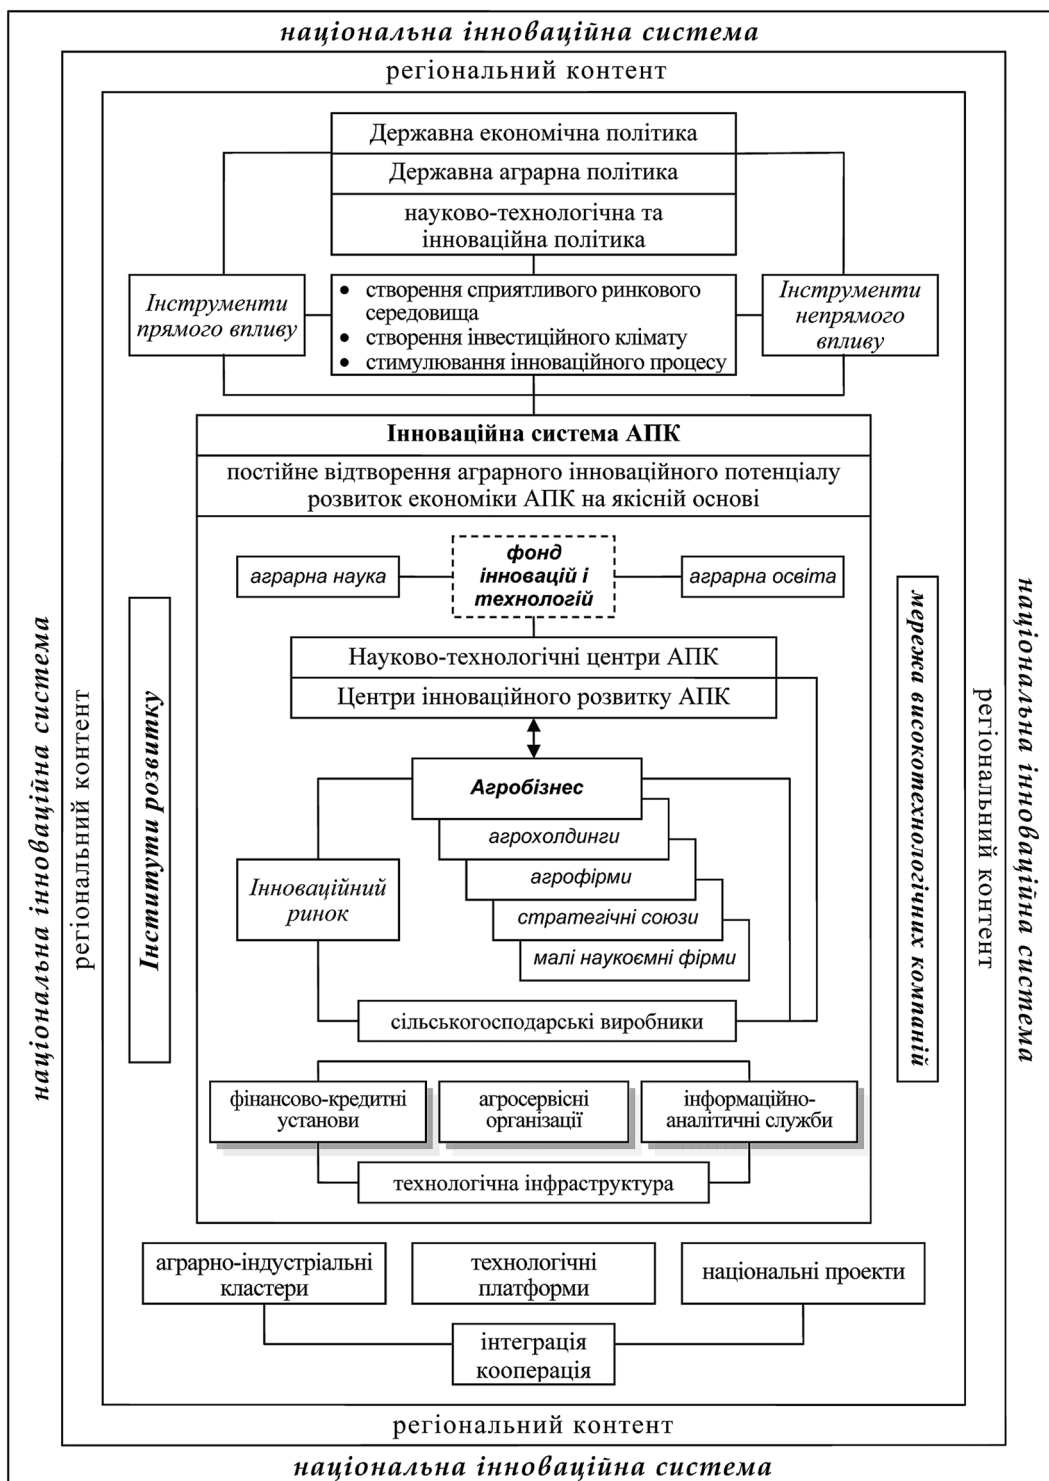 національна інноваційна система
регіональний контент
Державна економічна політика
Державна аграрна політика
науково-технологічна та
інноваційна політика
Інструменти
прямого впливу
• створення сприятливого ринкового
середовища
• створення інвестиційного клімату
• стимулювання інноваційного процесу
Інструменти
непрямого
впливу
Інноваційна система АПК
постійне відтворення аграрного інноваційного потенціалу
розвиток економіки АПК на якісній основі
аграрна наука
фонд
інновацій і
технологій
аграрна освіта
Науково-технологічні центри АПК
Центри інноваційного розвитку АПК
національна інноваційна система
регіональний контент
Інститути розвитку
Агробізнес
агрохолдинги
агрофірми
стратегічні союзи
малі наукоємні фірми
Інноваційний
ринок
сільськогосподарські виробники
мережа високотехнологічних компаній
регіональний контент
національна інноваційна система
фінансово-кредитні
установи
агросервісні
організації
інформаційно-
аналітичні служби
технологічна інфраструктура
аграрно-індустріальні
кластери
технологічні
платформи
національні проекти
інтеграція
кооперація
регіональний контент
національна інноваційна система